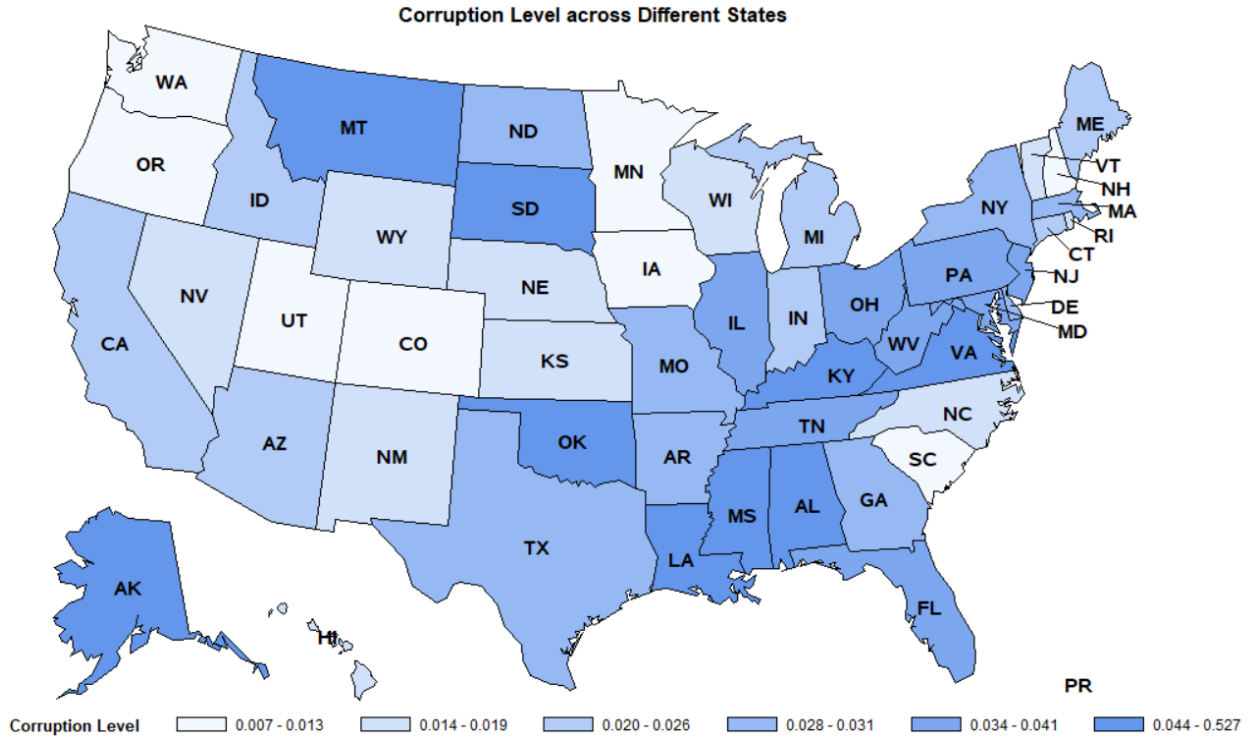 Corruption Level across Different States
WA
ME
MT
ND
VT
OR
MN
NH
ID
SD
WI
NY
MA
WY
MI
RI
CT
IA
PA
NJ
NE
NV
OH
DE
UT
IL
IN
MD
CA
CO
WV
VA
KS
MO
KY
NC
TN
AZ
OK
NM
AR
SC
GA
MS
AL
TX
LA
AK
FL
HI
PR
Corruption Level 0.007 - 0.013 0.014 - 0.019 0.020 - 0.026 0.028 - 0.031 0.034 - 0.041 0.044 - 0.527